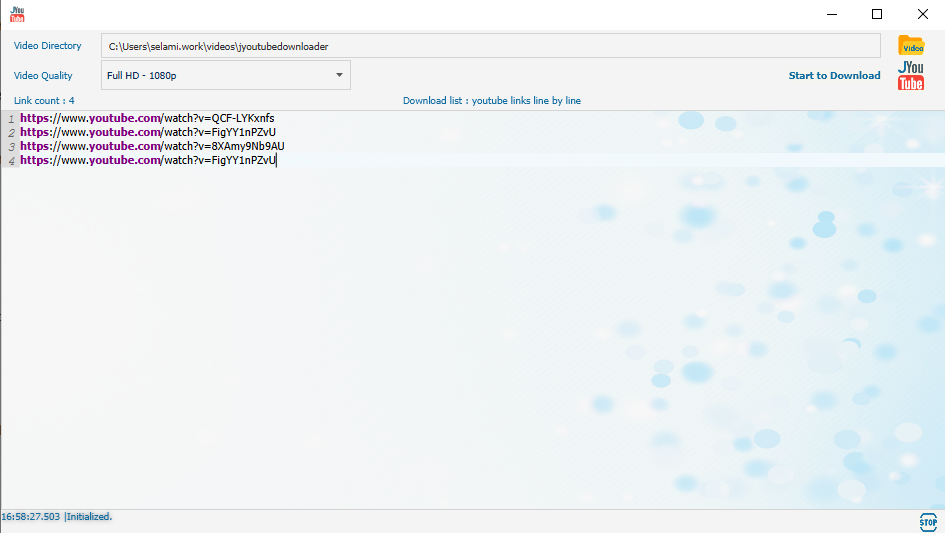 JYou
Tube
Video Directory
C:\Users\selami.work\videos\jyoutubedownloader
Video
Video Quality
Full HD - 1080p
Start to Download
JYou
Tube
Link count : 4
Download list : youtube links line by line
1 https://www.youtube.com/watch?v=QCF-LYKxnfs
2 https://www.youtube.com/watch?v=FigYY1nPZvU
3 https://www.youtube.com/watch?v=8XAmy9Nb9AU
4 https://www.youtube.com/watch?v=FigYY1nPZvU
16:58:27.503 |Initialized.
STOP